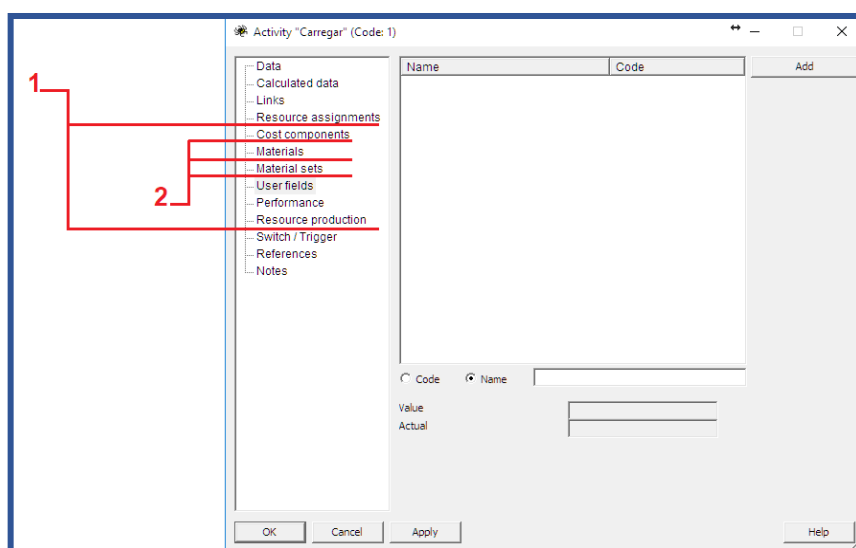 Activity "Carregar" (Code: 1)
Data
Calculated data
Links
Resource assignments
Cost components
Materials
Material sets
User fields
Performance
Resource production
Switch / Trigger
References
Notes
1
2
Name Code
Add
Code Name
Value
Actual
OK Cancel Apply Help